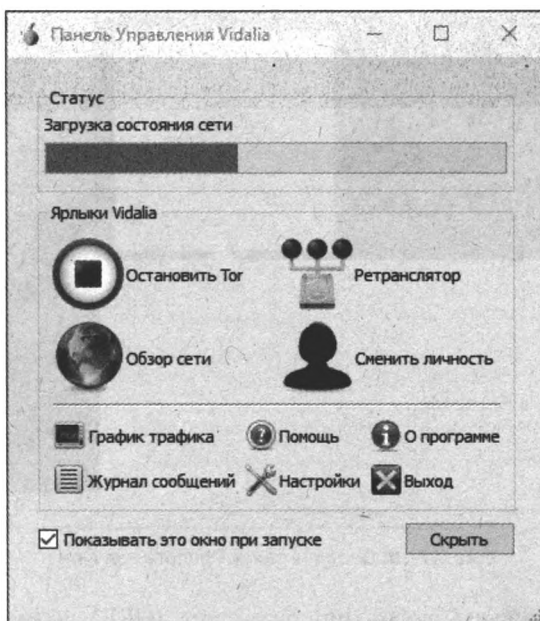 Панель Управления Vidalia
Статус
Загрузка состояния сети
Ярлыки Vidalia
Остановить Tor
Ретранслятор
Обзор сети
Сменить личность
График трафика
Помощь
О программе
Журнал сообщений
Настройки
Выход
Показывать это окно при запуске
Скрыть